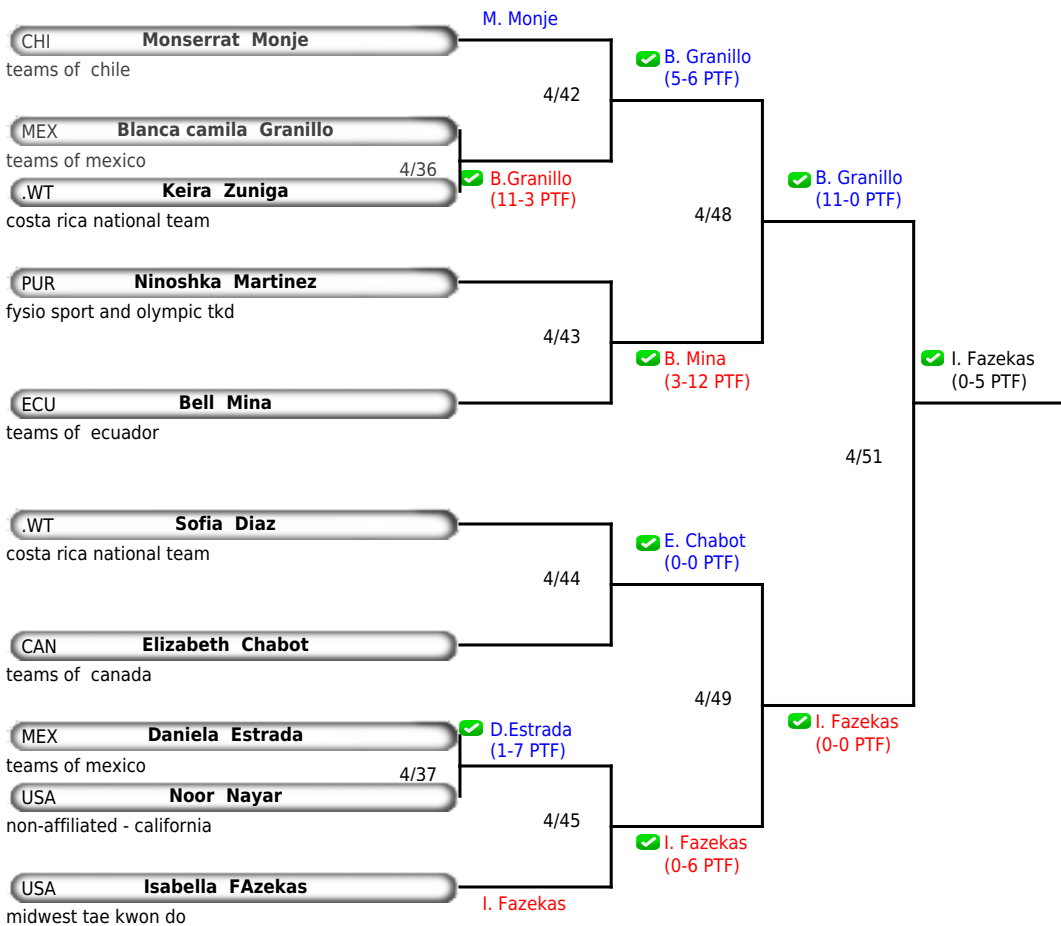 M. Monje
CHI Monserrat Monje
teams of chile
B. Granillo
(5-6 PTF)
4/42
MEX Blanca camila Granillo
teams of mexico
4/36
B.Granillo
(11-3 PTF)
.WT Keira Zuniga
costa rica national team
B. Granillo
(11-0 PTF)
4/48
PUR Ninoshka Martinez
fysio sport and olympic tkd
4/43
B. Mina
(3-12 PTF)
I. Fazekas
(0-5 PTF)
ECU Bell Mina
teams of ecuador
4/51
.WT Sofia Diaz
costa rica national team
E. Chabot
(0-0 PTF)
4/44
CAN Elizabeth Chabot
teams of canada
4/49
I. Fazekas
(0-0 PTF)
MEX Daniela Estrada
teams of mexico
D.Estrada
(1-7 PTF)
4/37
USA Noor Nayar
non-affiliated - california
4/45
I. Fazekas
(0-6 PTF)
USA Isabella FAzekas
midwest tae kwon do
I. Fazekas